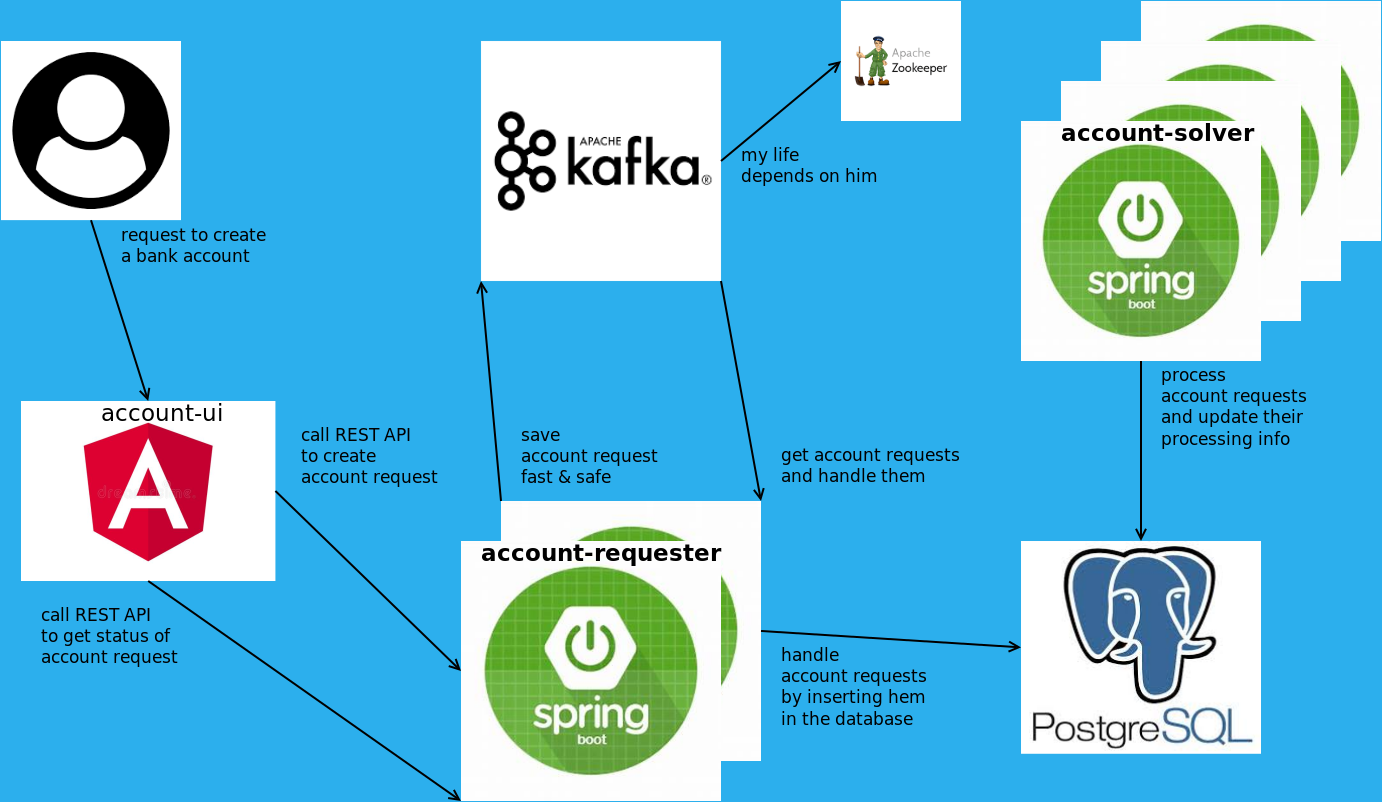 request to create
a bank account
account-ui
call REST API
to create
account request
call REST API
to get status of
account request
APACHE
kafka®
my life
depends on him
Apache
Zookeeper
save
account request
fast & safe
get account requests
and handle them
account-requester
spring
boot
handle
account requests
by inserting hem
in the database
account-solver
spring
boot
process
account requests
and update their
processing info
PostgreSQL